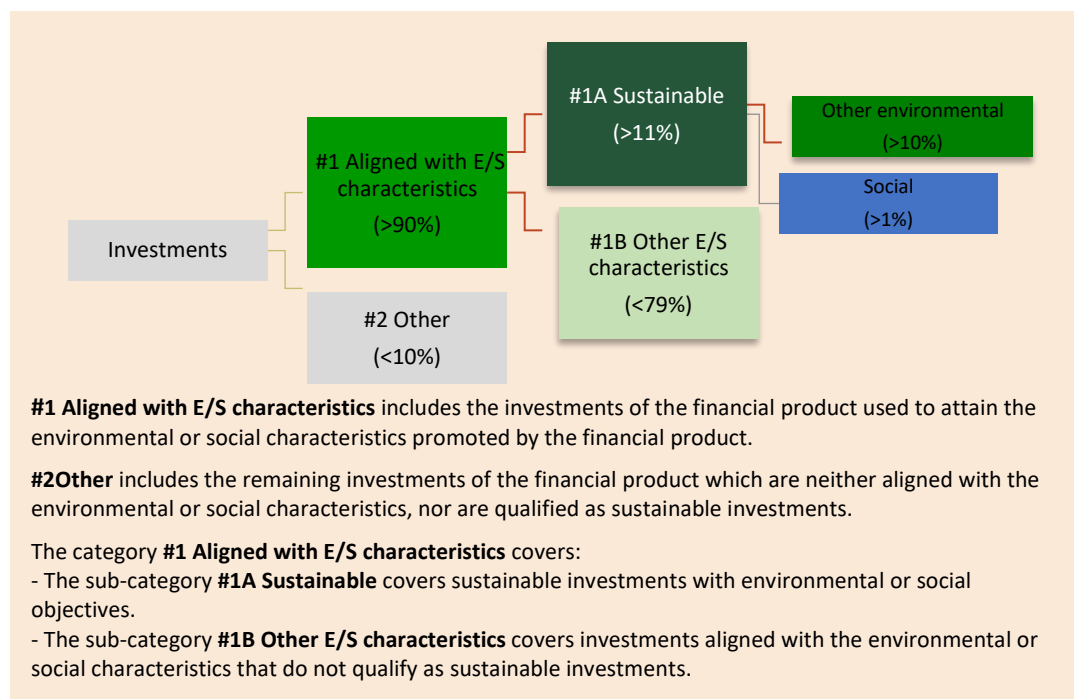 #1A Sustainable
(>11%)
Other environmental
(>10%)
#1 Aligned with E/S
characteristics
(>90%)
Social
(>1%)
Investments
#1B Other E/S
characteristics
(<79%)
#2 Other
(<10%)
#1 Aligned with E/S characteristics includes the investments of the financial product used to attain the
environmental or social characteristics promoted by the financial product.
#2Other includes the remaining investments of the financial product which are neither aligned with the
environmental or social characteristics, nor are qualified as sustainable investments.
The category #1 Aligned with E/S characteristics covers:
- The sub-category #1A Sustainable covers sustainable investments with environmental or social
objectives.
- The sub-category #1B Other E/S characteristics covers investments aligned with the environmental or
social characteristics that do not qualify as sustainable investments.